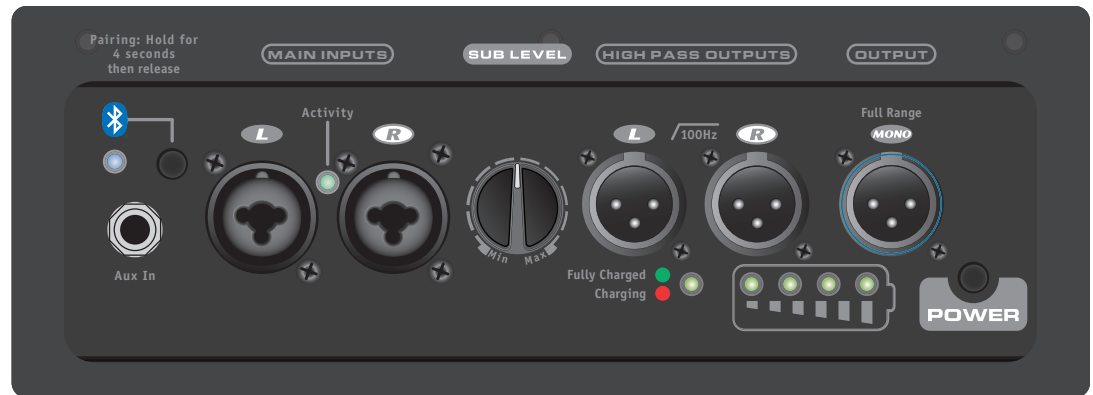 Pairing: Hold for
4 seconds
then release
MAIN INPUTS
SUB LEVEL
HIGH PASS OUTPUTS
OUTPUT
Activity
L
R
L
100Hz
R
Full Range
MONO
Min
Max
Aux In
Fully Charged
Charging
POWER